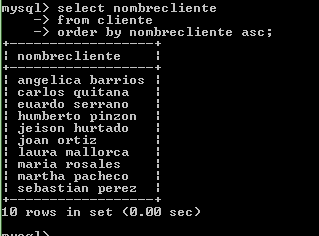 mysql> select nombrecliente
-> from cliente
-> order by nombrecliente asc;
+-------------------+
| nombrecliente     |
+-------------------+
| angelica barrios  |
| carlos quitana    |
| euardo serrano    |
| humberto pinzon   |
| jeison hurtado    |
| joan ortiz        |
| laura mallorca    |
| maria rosales     |
| martha pacheco    |
| sebastian perez   |
+-------------------+
10 rows in set (0.00 sec)
mysql>